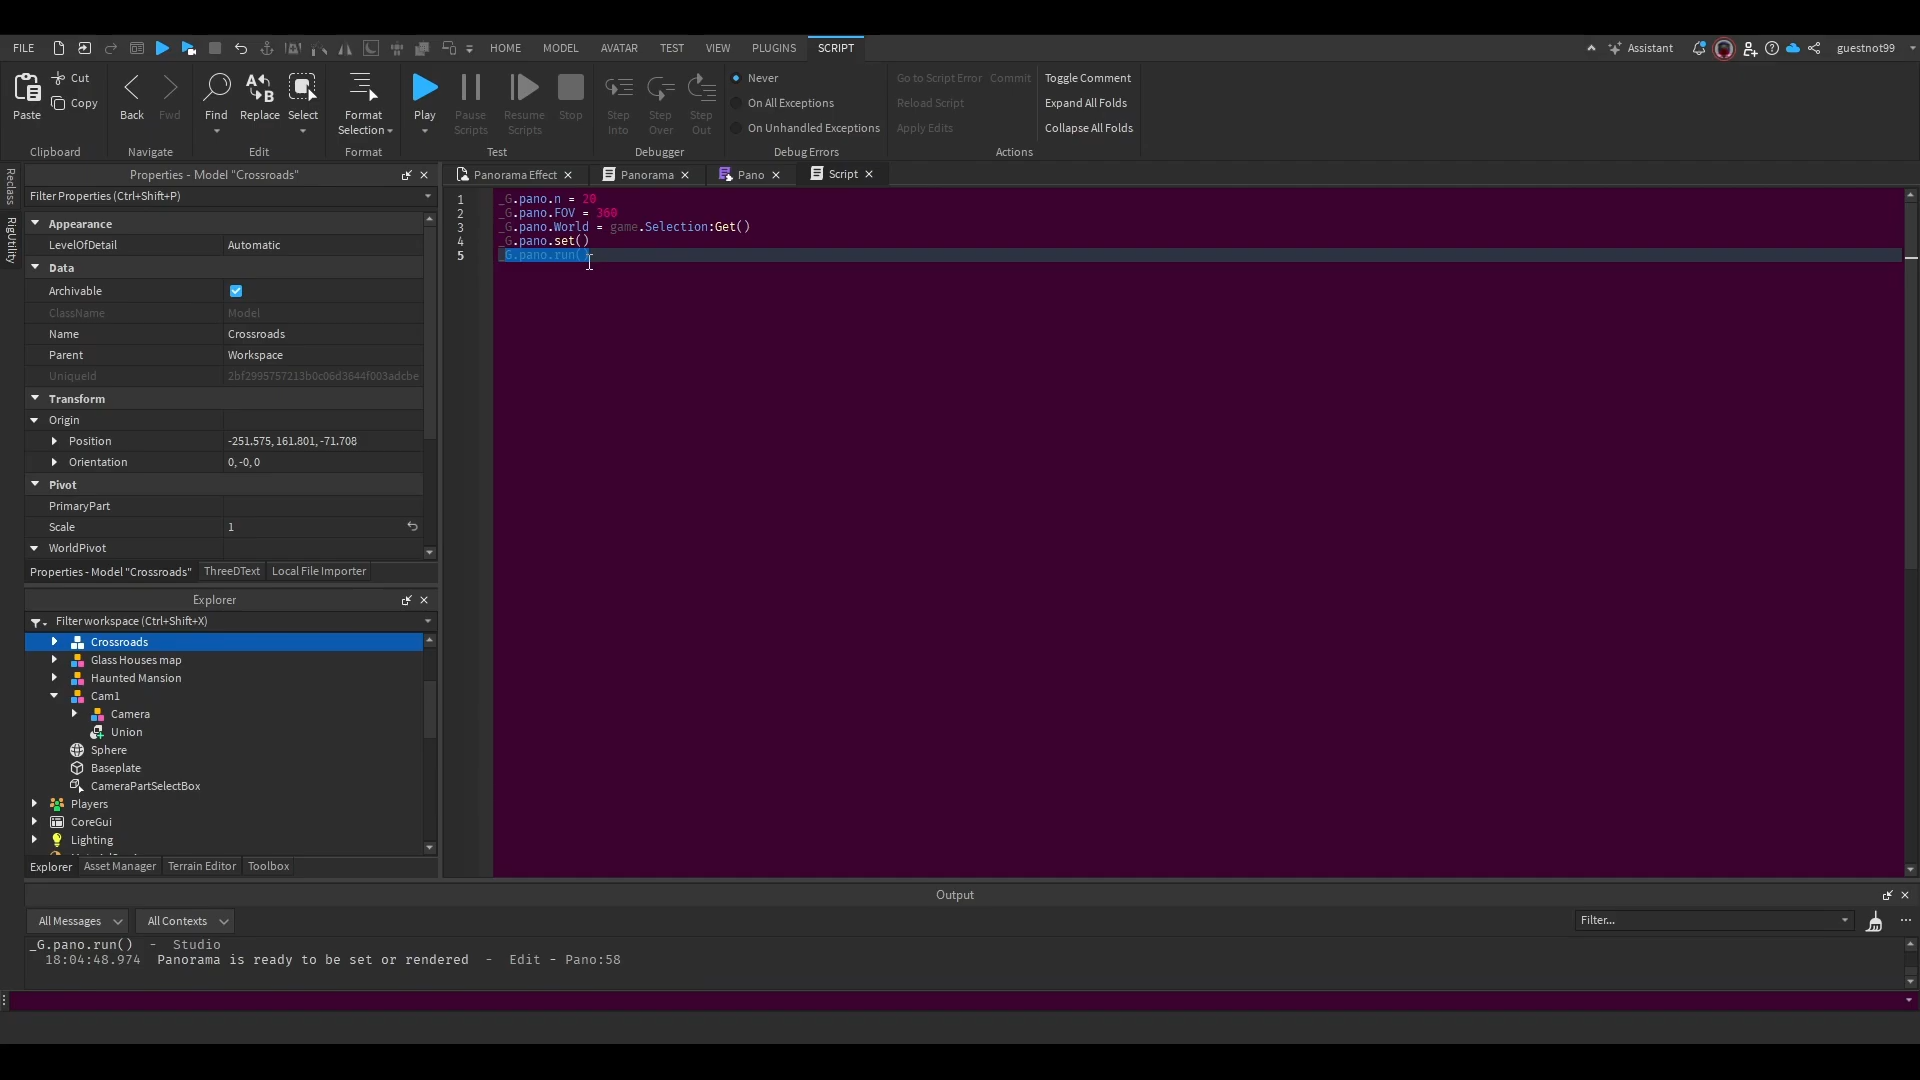 FILE HOME MODEL AVATAR TEST VIEW PLUGINS SCRIPT Assistant guestnot99
Paste Cut Copy Back Fwd Find Replace Select Format Selection Play Pause Scripts Resume Scripts Stop Step Into Step Over Step Out Never On All Exceptions On Unhandled Exceptions Go to Script Error Commit Reload Script Apply Edits Toggle Comment Expand All Folds Collapse All Folds
Clipboard Navigate Edit Format Test Debugger Debug Errors Actions
Reclass
RigUtility
Properties - Model "Crossroads"
Filter Properties (Ctrl+Shift+P)
Appearance
LevelOfDetail Automatic
Data
Archivable
ClassName Model
Name Crossroads
Parent Workspace
UniqueId 2bf2995757213b0c06d3644f003adcbe
Transform
Origin
Position -251.575, 161.801, -71.708
Orientation 0, -0, 0
Pivot
PrimaryPart
Scale 1
WorldPivot
Properties - Model "Crossroads" ThreeDText Local File Importer
Explorer
Filter workspace (Ctrl+Shift+X)
Crossroads
Glass Houses map
Haunted Mansion
Cam1
Camera
Union
Sphere
Baseplate
CameraPartSelectBox
Players
CoreGui
Lighting
Explorer Asset Manager Terrain Editor Toolbox
Panorama Effect Panorama Pano Script
1 _G.pano.n = 20
2 _G.pano.FOV = 360
3 _G.pano.World = game.Selection:Get()
4 _G.pano.set()
5 _G.pano.run()
Output
All Messages All Contexts Filter...
_G.pano.run() - Studio
18:04:48.974 Panorama is ready to be set or rendered - Edit - Pano:58